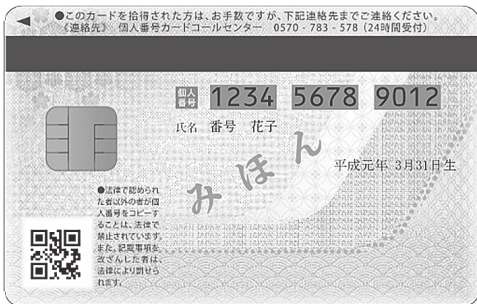 ●このカードを拾得された方は、お手数ですが、下記連絡先までご連絡ください。
《連絡先》 個人番号カードコールセンター 0570-783-578(24時間受付)
個人番号 1234 5678 9012
氏名 番号 花子
平成元年 3月31日生
みほん
●法律で認められ
た者以外の者が個
人番号をコピーす
ることは、法律で
禁止されています。
また、記載事項を
改ざんした者は、
法律により罰せら
れます。